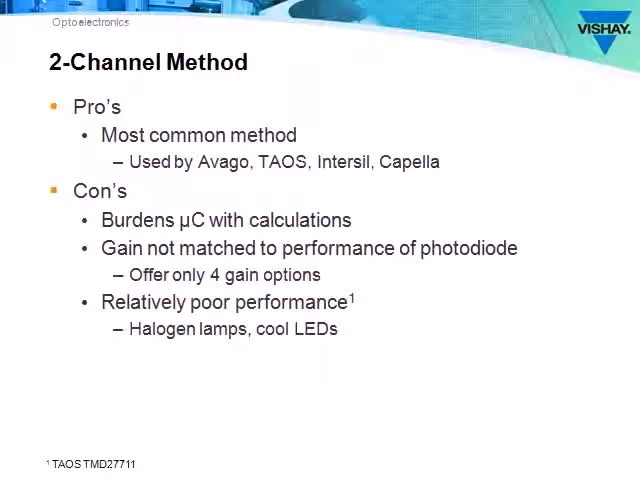 Optoelectronics
VISHAY.
2-Channel Method
▪ Pro's
• Most common method
– Used by Avago, TAOS, Intersil, Capella
▪ Con's
• Burdens µC with calculations
• Gain not matched to performance of photodiode
– Offer only 4 gain options
• Relatively poor performance¹
– Halogen lamps, cool LEDs
¹ TAOS TMD27711